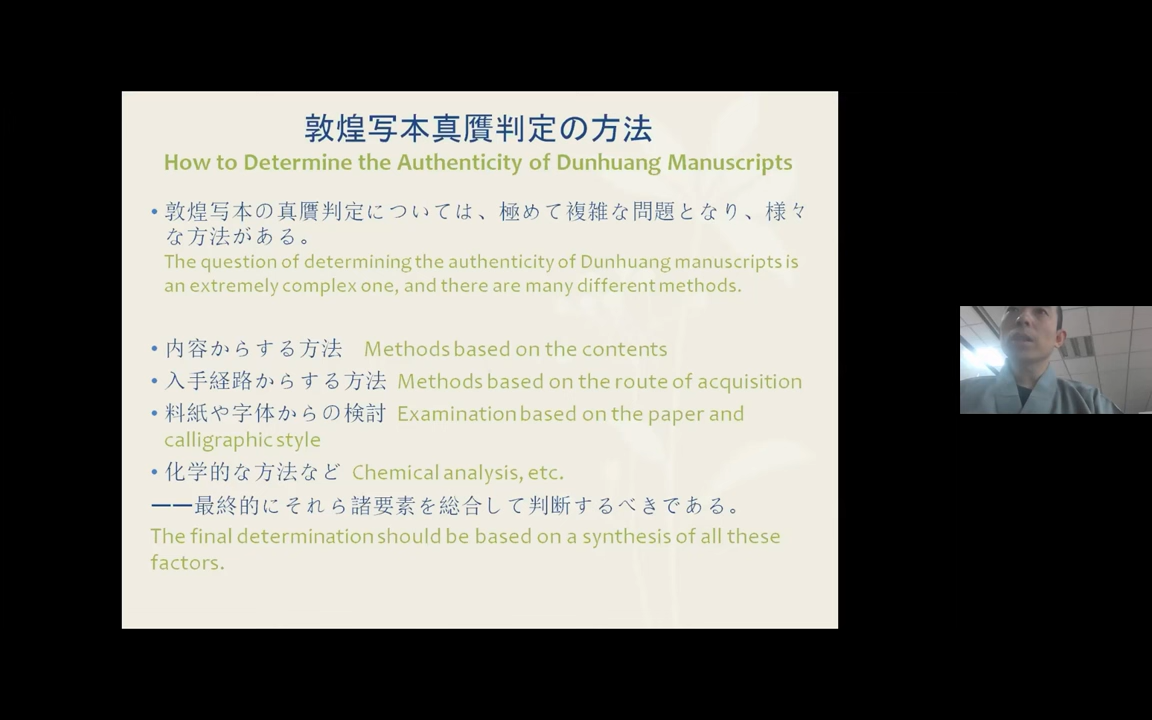 敦煌写本真贋判定の方法
How to Determine the Authenticity of Dunhuang Manuscripts
• 敦煌写本の真贋判定については、極めて複雑な問題となり、様々
な方法がある。
The question of determining the authenticity of Dunhuang manuscripts is
an extremely complex one, and there are many different methods.
• 内容からする方法 Methods based on the contents
• 入手経路からする方法 Methods based on the route of acquisition
• 料紙や字体からの検討 Examination based on the paper and
calligraphic style
• 化学的な方法など Chemical analysis, etc.
——最終的にそれら諸要素を総合して判断するべきである。
The final determination should be based on a synthesis of all these
factors.